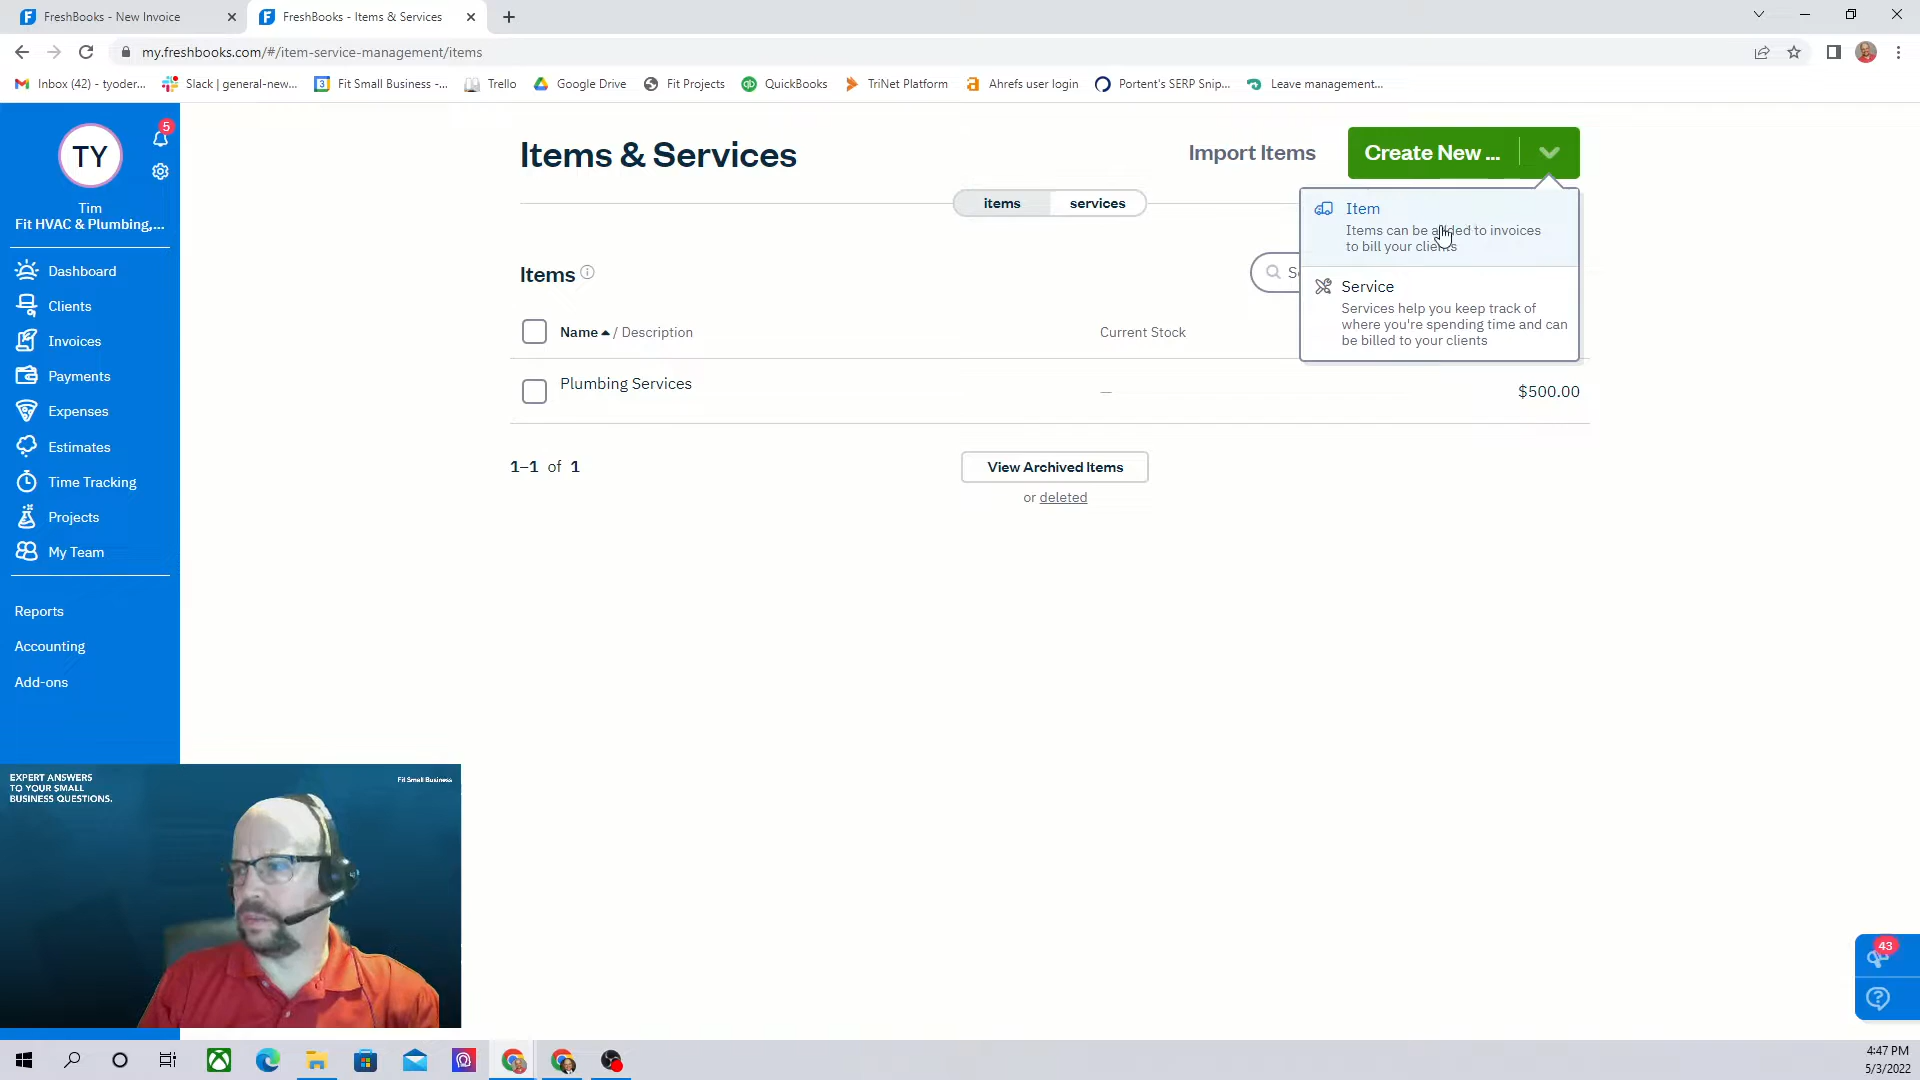 FreshBooks - New Invoice
FreshBooks - Items & Services
my.freshbooks.com/#/item-service-management/items
Inbox (42) - tyoder...
Slack | general-new...
3
Fit Small Business -...
Trello
Google Drive
Fit Projects
QuickBooks
TriNet Platform
Ahrefs user login
Portent's SERP Snip...
Leave management...
TY
5
Tim
Fit HVAC & Plumbing,...
Dashboard
Clients
Invoices
Payments
Expenses
Estimates
Time Tracking
Projects
My Team
Reports
Accounting
Add-ons
Items & Services
Import Items
Create New ...
items
services
Item
Items can be added to invoices
to bill your clients
Service
Services help you keep track of
where you're spending time and can
be billed to your clients
Items
Name / Description
Current Stock
Plumbing Services
—
$500.00
1–1 of 1
View Archived Items
or deleted
EXPERT ANSWERS
TO YOUR SMALL
BUSINESS QUESTIONS.
Fit Small Business
43
4:47 PM
5/3/2022